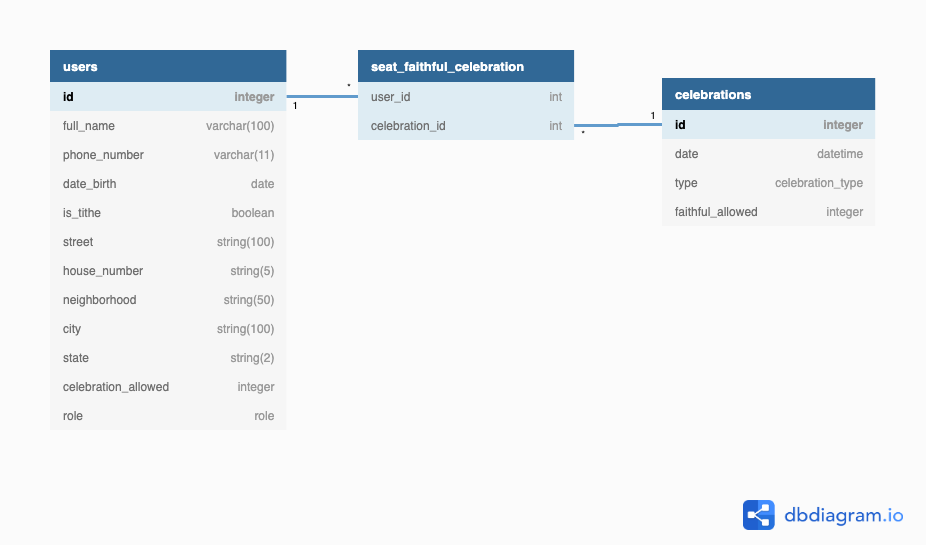 users
id integer
full_name varchar(100)
phone_number varchar(11)
date_birth date
is_tithe boolean
street string(100)
house_number string(5)
neighborhood string(50)
city string(100)
state string(2)
celebration_allowed integer
role role
1
*
seat_faithful_celebration
user_id int
celebration_id int
*
1
celebrations
id integer
date datetime
type celebration_type
faithful_allowed integer
dbdiagram.io